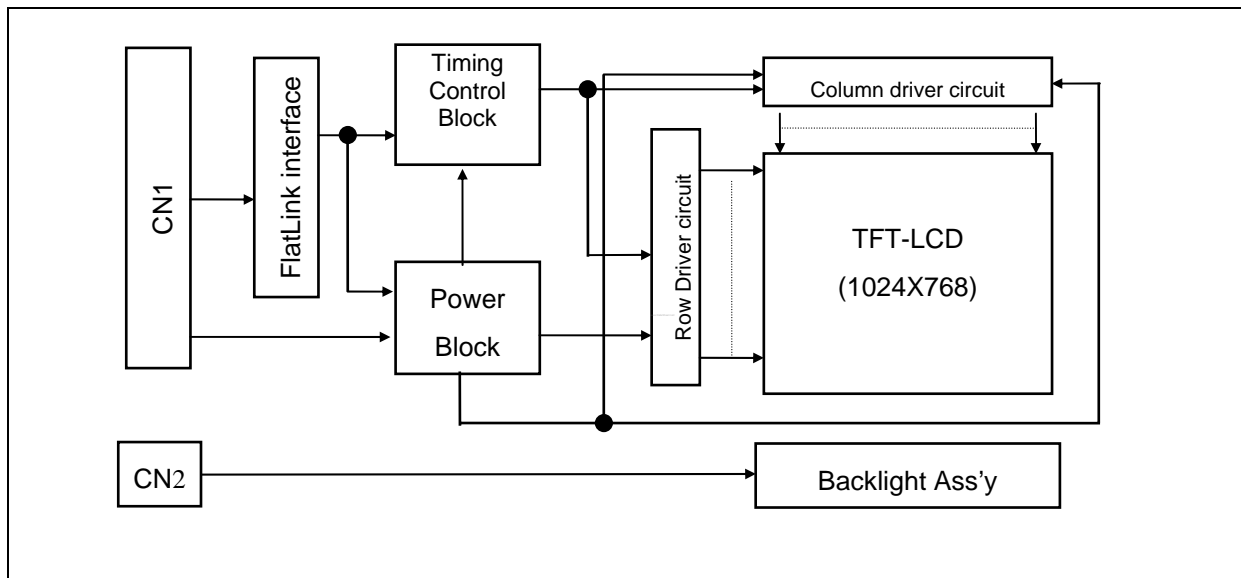 CN1
FlatLink interface
Timing
Control
Block
Power
Block
Row Driver circuit
Column driver circuit
TFT-LCD
(1024X768)
CN2
Backlight Ass'y